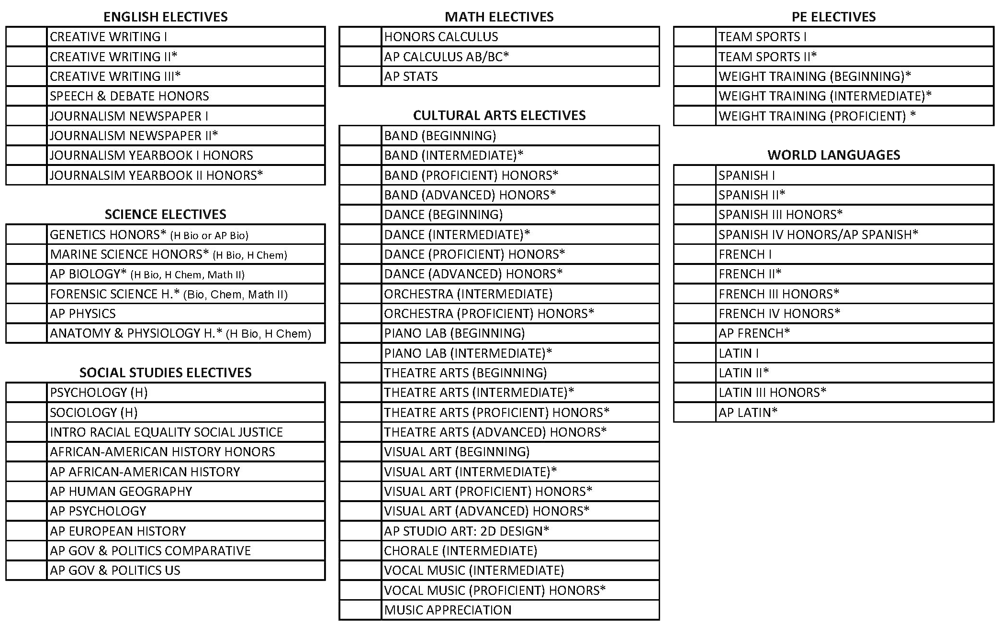 ENGLISH ELECTIVES
CREATIVE WRITING I
CREATIVE WRITING II*
CREATIVE WRITING III*
SPEECH & DEBATE HONORS
JOURNALISM NEWSPAPER I
JOURNALISM NEWSPAPER II*
JOURNALISM YEARBOOK I HONORS
JOURNALSIM YEARBOOK II HONORS*
SCIENCE ELECTIVES
GENETICS HONORS* (H Bio or AP Bio)
MARINE SCIENCE HONORS* (H Bio, H Chem)
AP BIOLOGY* (H Bio, H Chem, Math II)
FORENSIC SCIENCE H.* (Bio, Chem, Math II)
AP PHYSICS
ANATOMY & PHYSIOLOGY H.* (H Bio, H Chem)
SOCIAL STUDIES ELECTIVES
PSYCHOLOGY (H)
SOCIOLOGY (H)
INTRO RACIAL EQUALITY SOCIAL JUSTICE
AFRICAN-AMERICAN HISTORY HONORS
AP AFRICAN-AMERICAN HISTORY
AP HUMAN GEOGRAPHY
AP PSYCHOLOGY
AP EUROPEAN HISTORY
AP GOV & POLITICS COMPARATIVE
AP GOV & POLITICS US
MATH ELECTIVES
HONORS CALCULUS
AP CALCULUS AB/BC*
AP STATS
CULTURAL ARTS ELECTIVES
BAND (BEGINNING)
BAND (INTERMEDIATE)*
BAND (PROFICIENT) HONORS*
BAND (ADVANCED) HONORS*
DANCE (BEGINNING)
DANCE (INTERMEDIATE)*
DANCE (PROFICIENT) HONORS*
DANCE (ADVANCED) HONORS*
ORCHESTRA (INTERMEDIATE)
ORCHESTRA (PROFICIENT) HONORS*
PIANO LAB (BEGINNING)
PIANO LAB (INTERMEDIATE)*
THEATRE ARTS (BEGINNING)
THEATRE ARTS (INTERMEDIATE)*
THEATRE ARTS (PROFICIENT) HONORS*
THEATRE ARTS (ADVANCED) HONORS*
VISUAL ART (BEGINNING)
VISUAL ART (INTERMEDIATE)*
VISUAL ART (PROFICIENT) HONORS*
VISUAL ART (ADVANCED) HONORS*
AP STUDIO ART: 2D DESIGN*
CHORALE (INTERMEDIATE)
VOCAL MUSIC (INTERMEDIATE)
VOCAL MUSIC (PROFICIENT) HONORS*
MUSIC APPRECIATION
PE ELECTIVES
TEAM SPORTS I
TEAM SPORTS II*
WEIGHT TRAINING (BEGINNING)*
WEIGHT TRAINING (INTERMEDIATE)*
WEIGHT TRAINING (PROFICIENT) *
WORLD LANGUAGES
SPANISH I
SPANISH II*
SPANISH III HONORS*
SPANISH IV HONORS/AP SPANISH*
FRENCH I
FRENCH II*
FRENCH III HONORS*
FRENCH IV HONORS*
AP FRENCH*
LATIN I
LATIN II*
LATIN III HONORS*
AP LATIN*